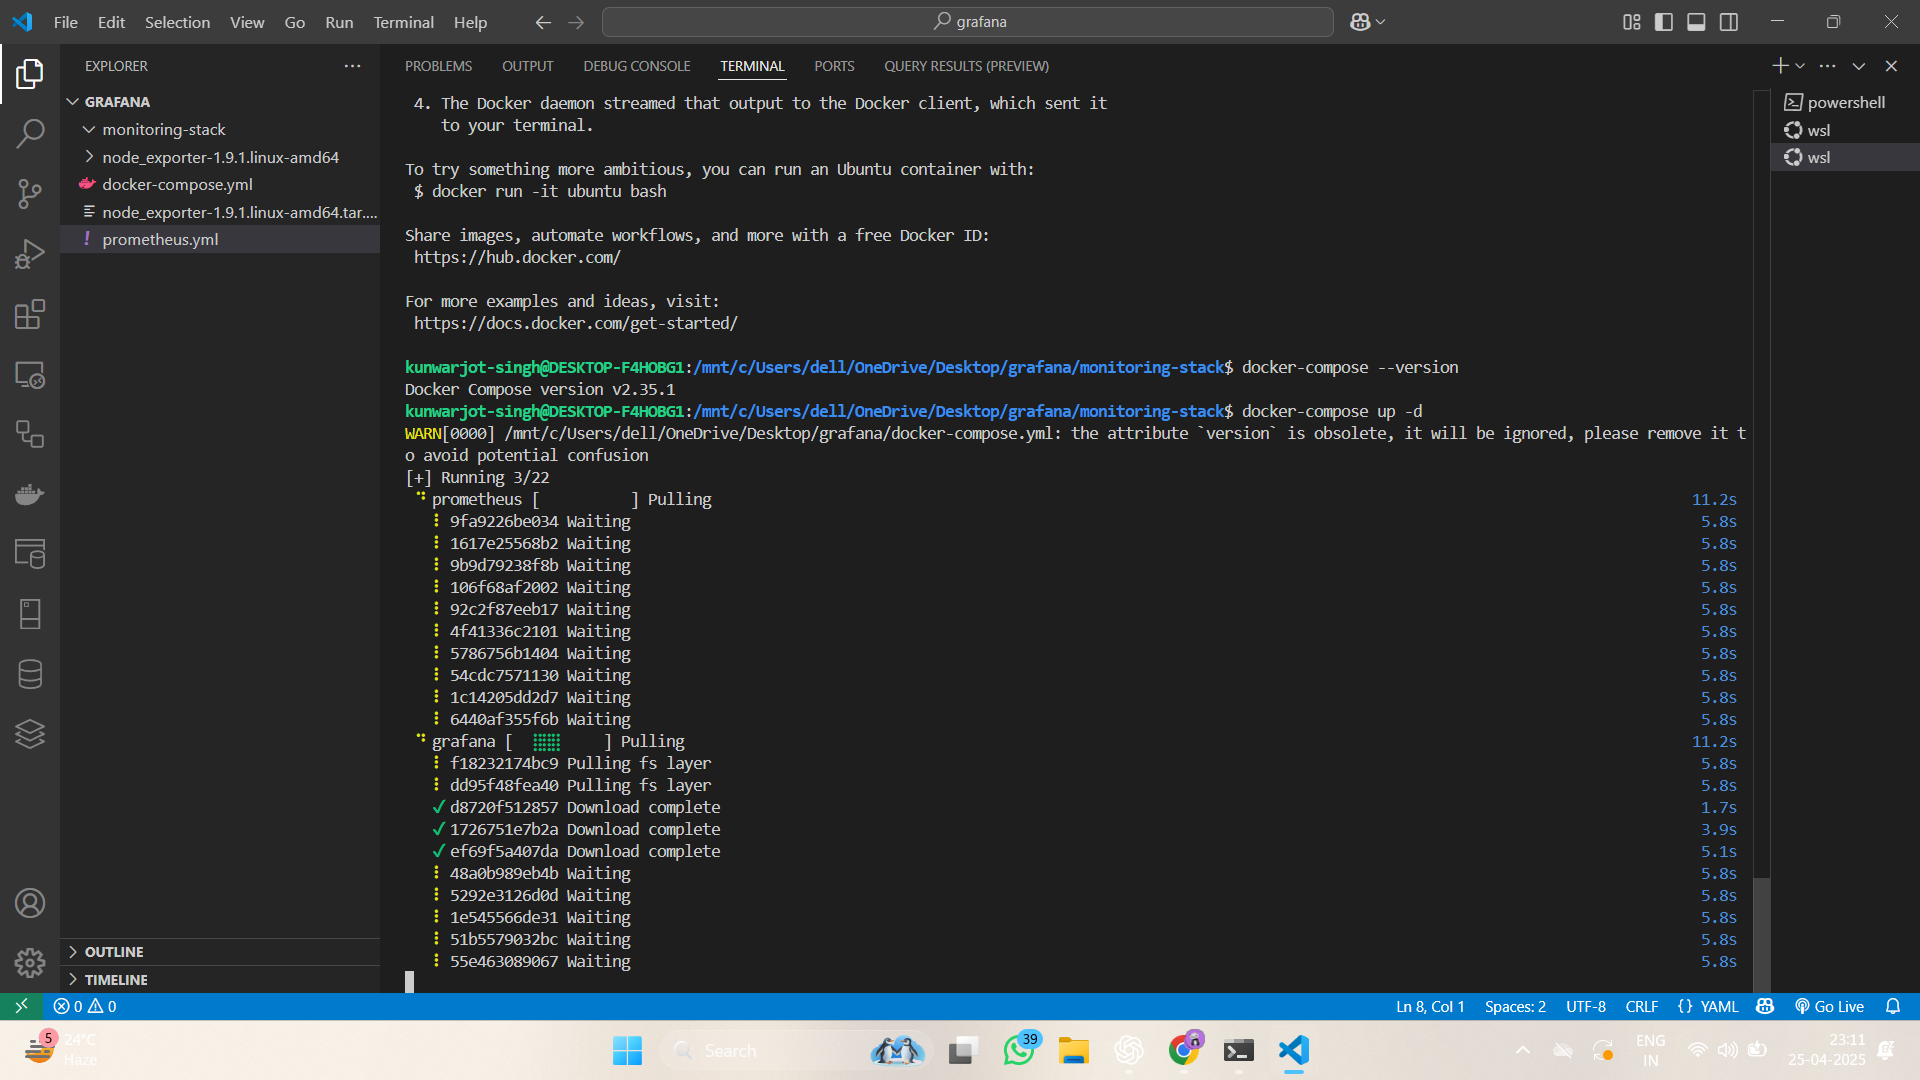 File Edit Selection View Go Run Terminal Help
grafana
EXPLORER
GRAFANA
monitoring-stack
node_exporter-1.9.1.linux-amd64
docker-compose.yml
node_exporter-1.9.1.linux-amd64.tar....
! prometheus.yml
OUTLINE
TIMELINE
PROBLEMS OUTPUT DEBUG CONSOLE TERMINAL PORTS QUERY RESULTS (PREVIEW)
powershell
wsl
wsl
4. The Docker daemon streamed that output to the Docker client, which sent it
to your terminal.
To try something more ambitious, you can run an Ubuntu container with:
$ docker run -it ubuntu bash
Share images, automate workflows, and more with a free Docker ID:
https://hub.docker.com/
For more examples and ideas, visit:
https://docs.docker.com/get-started/
kunwarjot-singh@DESKTOP-F4HOBG1:/mnt/c/Users/dell/OneDrive/Desktop/grafana/monitoring-stack$ docker-compose --version
Docker Compose version v2.35.1
kunwarjot-singh@DESKTOP-F4HOBG1:/mnt/c/Users/dell/OneDrive/Desktop/grafana/monitoring-stack$ docker-compose up -d
WARN[0000] /mnt/c/Users/dell/OneDrive/Desktop/grafana/docker-compose.yml: the attribute `version` is obsolete, it will be ignored, please remove it t
o avoid potential confusion
[+] Running 3/22
prometheus [ ] Pulling 11.2s
9fa9226be034 Waiting 5.8s
1617e25568b2 Waiting 5.8s
9b9d79238f8b Waiting 5.8s
106f68af2002 Waiting 5.8s
92c2f87eeb17 Waiting 5.8s
4f41336c2101 Waiting 5.8s
5786756b1404 Waiting 5.8s
54cdc7571130 Waiting 5.8s
1c14205dd2d7 Waiting 5.8s
6440af355f6b Waiting 5.8s
grafana [ ⣿⣿⣿ ] Pulling 11.2s
f18232174bc9 Pulling fs layer 5.8s
dd95f48fea40 Pulling fs layer 5.8s
✓ d8720f512857 Download complete 1.7s
✓ 1726751e7b2a Download complete 3.9s
✓ ef69f5a407da Download complete 5.1s
48a0b989eb4b Waiting 5.8s
5292e3126d0d Waiting 5.8s
1e545566de31 Waiting 5.8s
51b5579032bc Waiting 5.8s
55e463089067 Waiting 5.8s
0 0 Ln 8, Col 1 Spaces: 2 UTF-8 CRLF {} YAML Go Live
5 24°C
Haze
Search
39
ENG
IN
23:11
25-04-2025